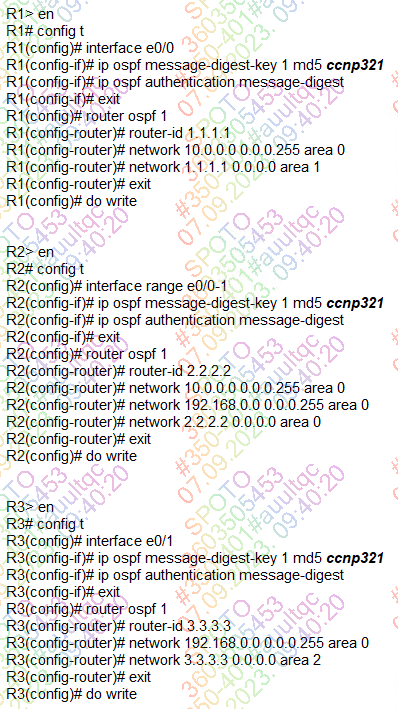 R1> en
R1# config t
R1(config)# interface e0/0
R1(config-if)# ip ospf message-digest-key 1 md5 ccnp321
R1(config-if)# ip ospf authentication message-digest
R1(config-if)# exit
R1(config)# router ospf 1
R1(config-router)# router-id 1.1.1.1
R1(config-router)# network 10.0.0.0 0.0.0.255 area 0
R1(config-router)# network 1.1.1.1 0.0.0.0 area 1
R1(config-router)# exit
R1(config)# do write
R2> en
R2# config t
R2(config)# interface range e0/0-1
R2(config-if)# ip ospf message-digest-key 1 md5 ccnp321
R2(config-if)# ip ospf authentication message-digest
R2(config-if)# exit
R2(config)# router ospf 1
R2(config-router)# router-id 2.2.2.2
R2(config-router)# network 10.0.0.0 0.0.0.255 area 0
R2(config-router)# network 192.168.0.0 0.0.0.255 area 0
R2(config-router)# network 2.2.2.2 0.0.0.0 area 0
R2(config-router)# exit
R2(config)# do write
R3> en
R3# config t
R3(config)# interface e0/1
R3(config-if)# ip ospf message-digest-key 1 md5 ccnp321
R3(config-if)# ip ospf authentication message-digest
R3(config-if)# exit
R3(config)# router ospf 1
R3(config-router)# router-id 3.3.3.3
R3(config-router)# network 192.168.0.0 0.0.0.255 area 0
R3(config-router)# network 3.3.3.3 0.0.0.0 area 2
R3(config-router)# exit
R3(config)# do write
SPOTO
3603505453
#350-401#auultqc
07.09.2023. 09:40:20